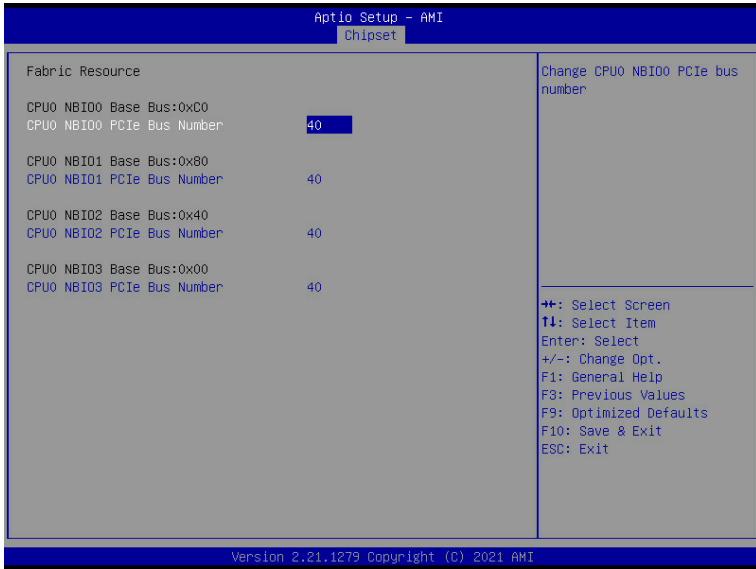 Aptio Setup – AMI
Chipset
Fabric Resource
CPU0 NBIO0 Base Bus:0xC0
CPU0 NBIO0 PCIe Bus Number 40
CPU0 NBIO1 Base Bus:0x80
CPU0 NBIO1 PCIe Bus Number 40
CPU0 NBIO2 Base Bus:0x40
CPU0 NBIO2 PCIe Bus Number 40
CPU0 NBIO3 Base Bus:0x00
CPU0 NBIO3 PCIe Bus Number 40
Change CPU0 NBIO0 PCIe bus
number
→←: Select Screen
↑↓: Select Item
Enter: Select
+/-: Change Opt.
F1: General Help
F3: Previous Values
F9: Optimized Defaults
F10: Save & Exit
ESC: Exit
Version 2.21.1279 Copyright (C) 2021 AMI